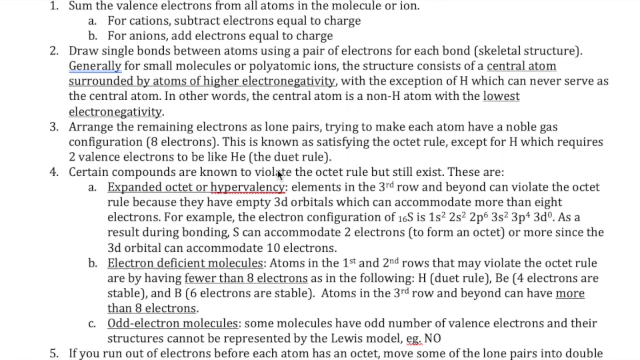 1. Sum the valence electrons from all atoms in the molecule or ion.
a. For cations, subtract electrons equal to charge
b. For anions, add electrons equal to charge
2. Draw single bonds between atoms using a pair of electrons for each bond (skeletal structure).
Generally for small molecules or polyatomic ions, the structure consists of a central atom
surrounded by atoms of higher electronegativity, with the exception of H which can never serve as
the central atom. In other words, the central atom is a non-H atom with the lowest
electronegativity.
3. Arrange the remaining electrons as lone pairs, trying to make each atom have a noble gas
configuration (8 electrons). This is known as satisfying the octet rule, except for H which requires
2 valence electrons to be like He (the duet rule).
4. Certain compounds are known to violate the octet rule but still exist. These are:
a. Expanded octet or hypervalency: elements in the 3rd row and beyond can violate the octet
rule because they have empty 3d orbitals which can accommodate more than eight
electrons. For example, the electron configuration of ₁₆S is 1s² 2s² 2p⁶ 3s² 3p⁴ 3d⁰. As a
result during bonding, S can accommodate 2 electrons (to form an octet) or more since the
3d orbital can accommodate 10 electrons.
b. Electron deficient molecules: Atoms in the 1st and 2nd rows that may violate the octet rule
are by having fewer than 8 electrons as in the following: H (duet rule), Be (4 electrons are
stable), and B (6 electrons are stable). Atoms in the 3rd row and beyond can have more
than 8 electrons.
c. Odd-electron molecules: some molecules have odd number of valence electrons and their
structures cannot be represented by the Lewis model, eg. NO
5. If you run out of electrons before each atom has an octet, move some of the lone pairs into double